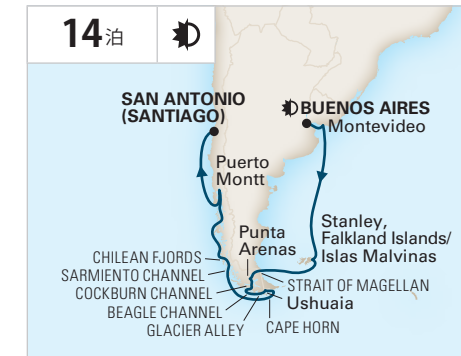 14泊
SAN ANTONIO
(SANTIAGO)
BUENOS AIRES
Montevideo
Puerto
Montt
Stanley,
Falkland Islands/
Islas Malvinas
Punta
Arenas
CHILEAN FJORDS
SARMIENTO CHANNEL
COCKBURN CHANNEL
BEAGLE CHANNEL
GLACIER ALLEY
STRAIT OF MAGELLAN
Ushuaia
CAPE HORN